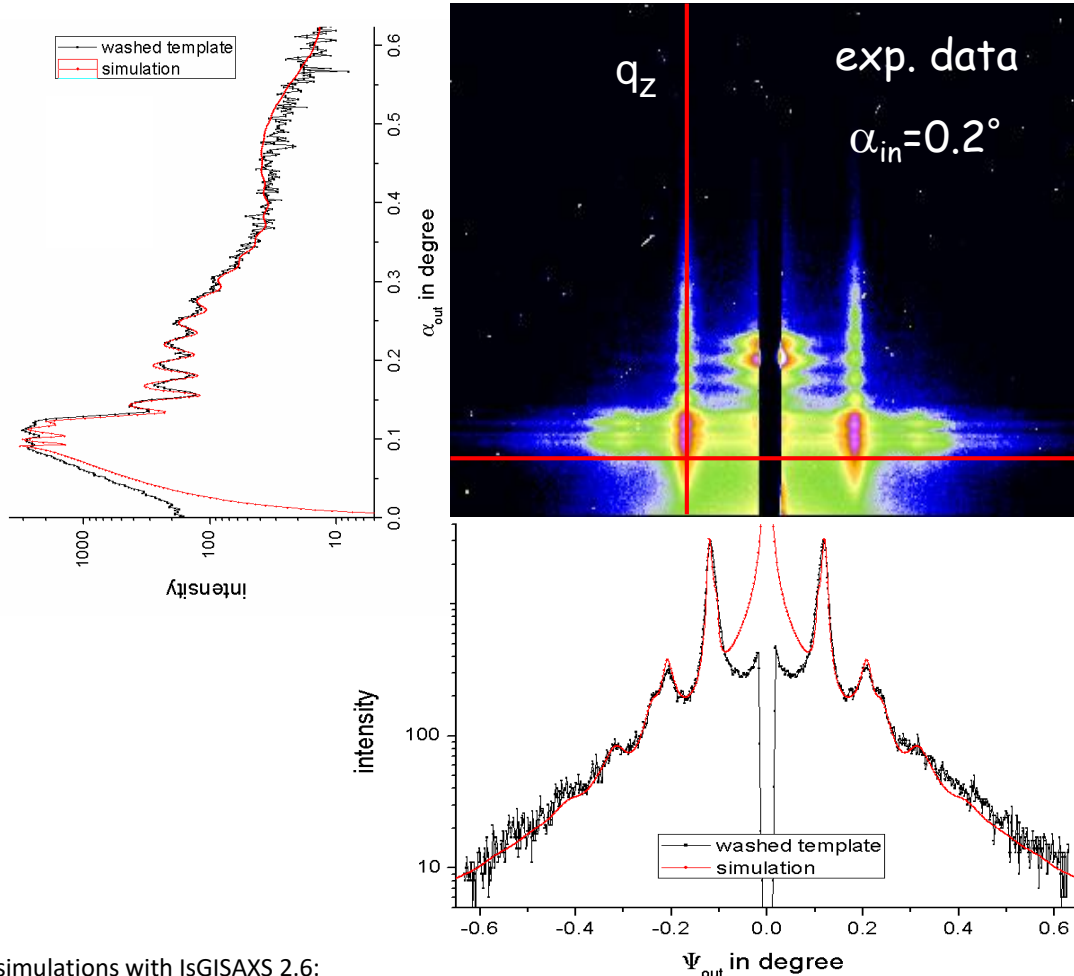 washed template
simulation
0.6
0.5
0.4
0.3
0.2
0.1
0.0
α_out in degree
1000
100
10
intensity
q_z
exp. data
α_in=0.2°
intensity
100
10
washed template
simulation
-0.6 -0.4 -0.2 0.0 0.2 0.4 0.6
Ψ_out in degree
simulations with IsGISAXS 2.6: